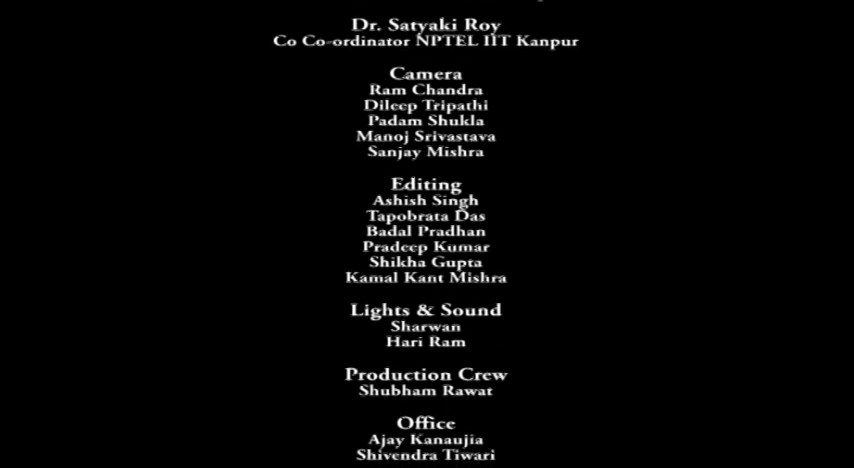 Dr. Satyaki Roy
Co Co-ordinator NPTEL IIT Kanpur
Camera
Ram Chandra
Dileep Tripathi
Padam Shukla
Manoj Srivastava
Sanjay Mishra
Editing
Ashish Singh
Tapobrata Das
Badal Pradhan
Pradeep Kumar
Shikha Gupta
Kamal Kant Mishra
Lights & Sound
Sharwan
Hari Ram
Production Crew
Shubham Rawat
Office
Ajay Kanaujia
Shivendra Tiwari